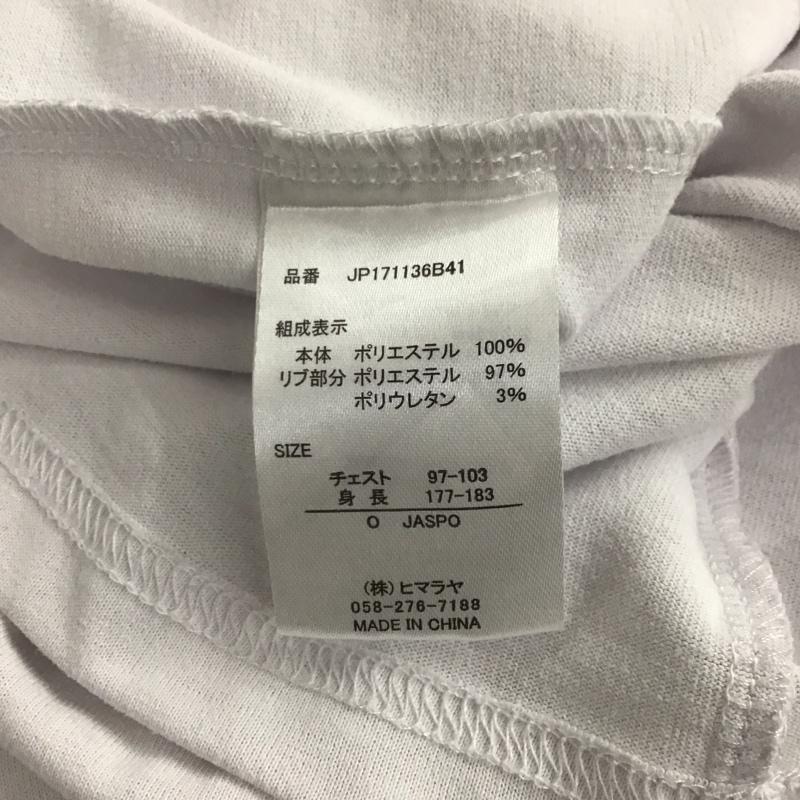 品番 JP171136B41
組成表示
本体 ポリエステル 100%
リブ部分 ポリエステル 97%
ポリウレタン 3%
SIZE
チェスト 97-103
身長 177-183
O JASPO
(株)ヒマラヤ
058-276-7188
MADE IN CHINA